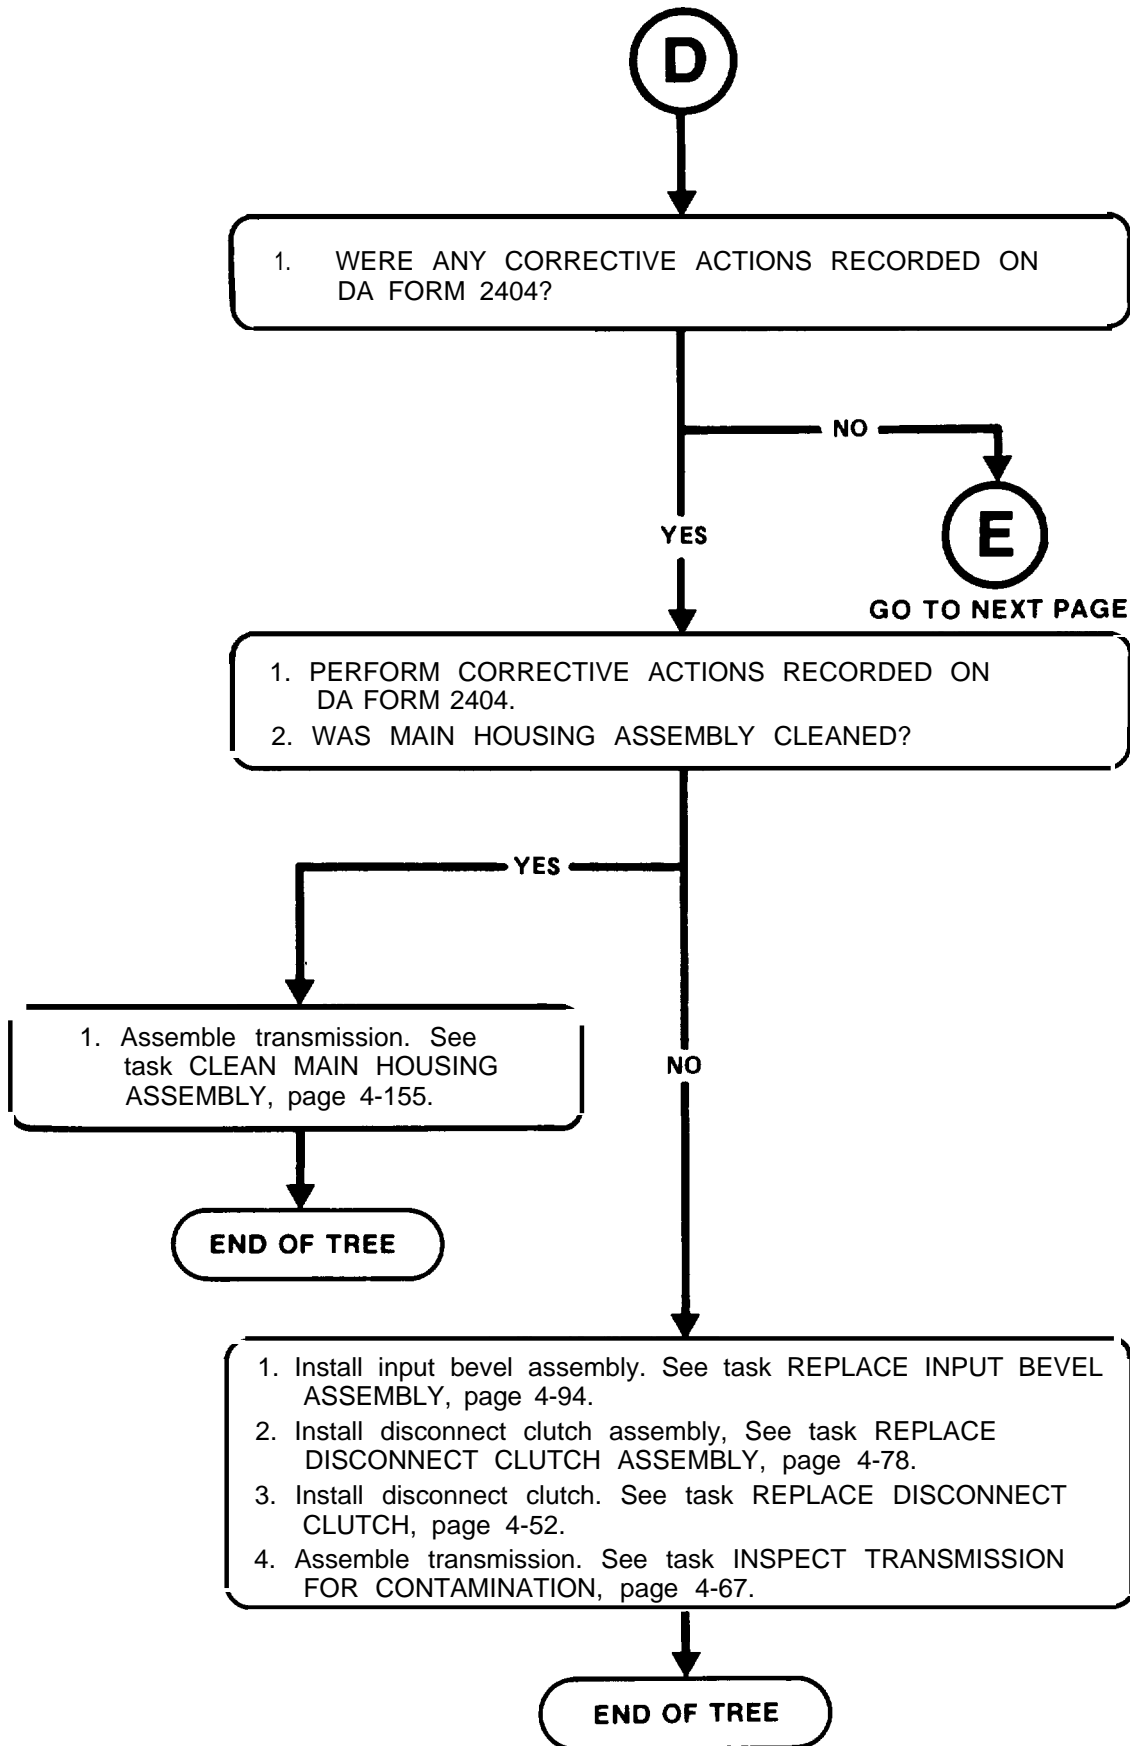 D
1. WERE ANY CORRECTIVE ACTIONS RECORDED ON
DA FORM 2404?
NO
YES
E
GO TO NEXT PAGE
1. PERFORM CORRECTIVE ACTIONS RECORDED ON
DA FORM 2404.
2. WAS MAIN HOUSING ASSEMBLY CLEANED?
YES
NO
1. Assemble transmission. See
task CLEAN MAIN HOUSING
ASSEMBLY, page 4-155.
END OF TREE
1. Install input bevel assembly. See task REPLACE INPUT BEVEL
ASSEMBLY, page 4-94.
2. Install disconnect clutch assembly, See task REPLACE
DISCONNECT CLUTCH ASSEMBLY, page 4-78.
3. Install disconnect clutch. See task REPLACE DISCONNECT
CLUTCH, page 4-52.
4. Assemble transmission. See task INSPECT TRANSMISSION
FOR CONTAMINATION, page 4-67.
END OF TREE